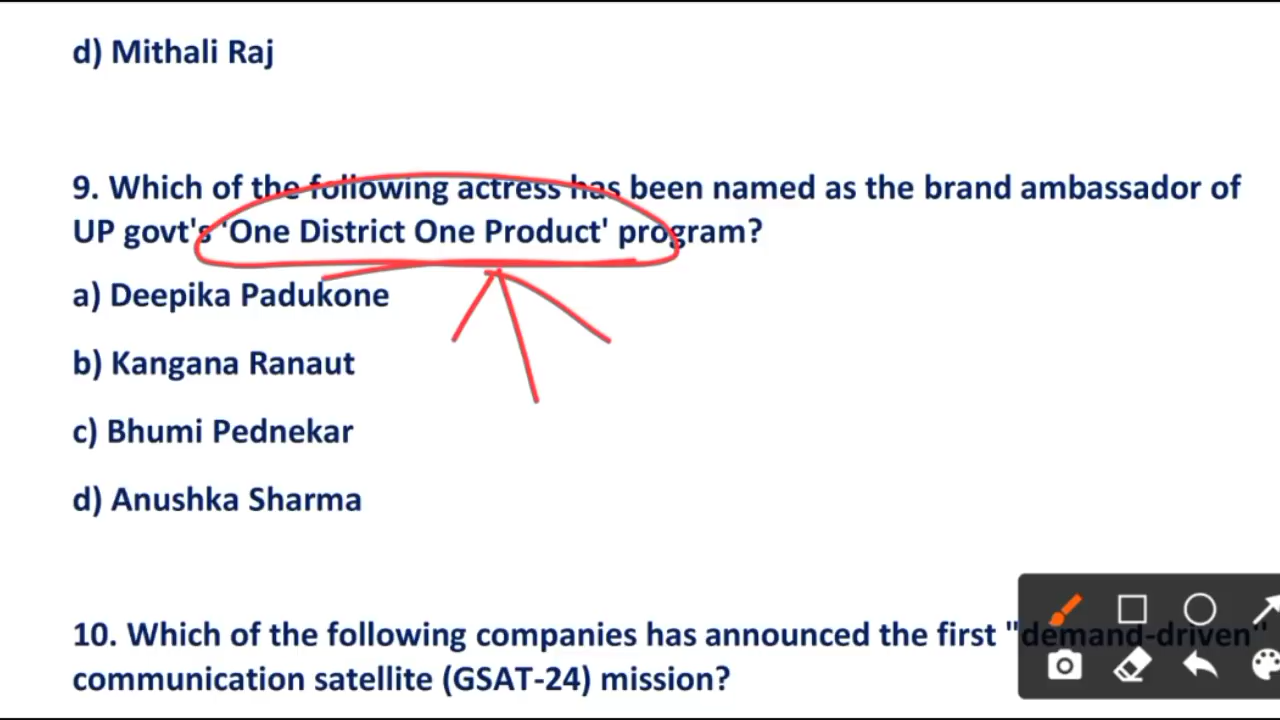 d) Mithali Raj
9. Which of the following actress has been named as the brand ambassador of
UP govt's 'One District One Product' program?
a) Deepika Padukone
b) Kangana Ranaut
c) Bhumi Pednekar
d) Anushka Sharma
10. Which of the following companies has announced the first "demand-driven"
communication satellite (GSAT-24) mission?